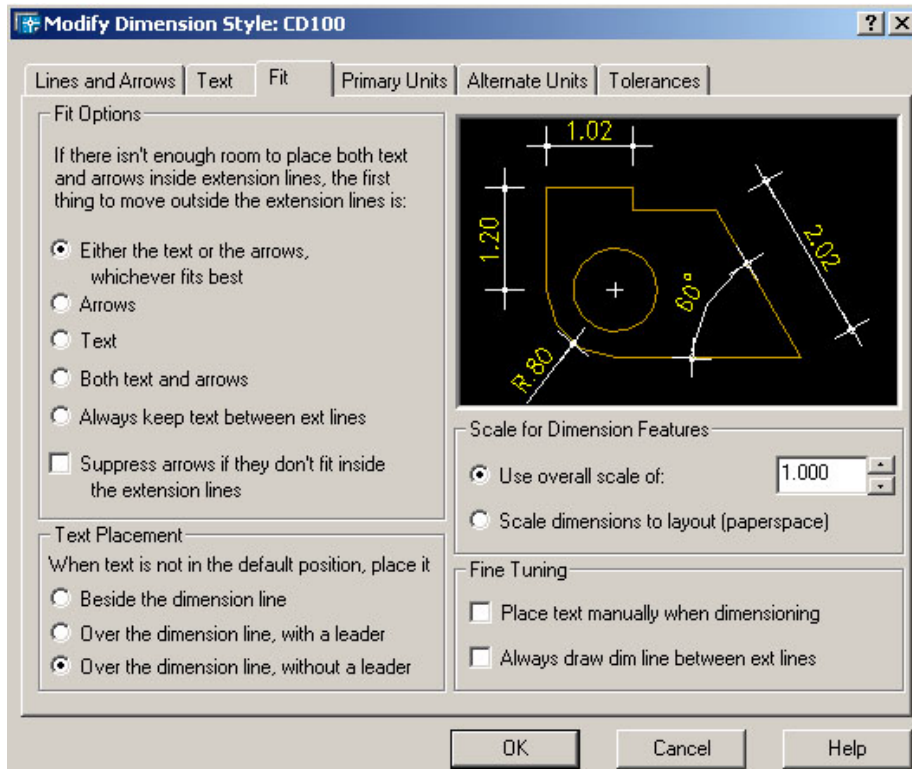 Modify Dimension Style: CD100
Lines and Arrows
Text
Fit
Primary Units
Alternate Units
Tolerances
Fit Options
If there isn't enough room to place both text
and arrows inside extension lines, the first
thing to move outside the extension lines is:
Either the text or the arrows,
whichever fits best
Arrows
Text
Both text and arrows
Always keep text between ext lines
Suppress arrows if they don't fit inside
the extension lines
Text Placement
When text is not in the default position, place it
Beside the dimension line
Over the dimension line, with a leader
Over the dimension line, without a leader
1.02
1.20
2.02
60°
R.80
Scale for Dimension Features
Use overall scale of:
1.000
Scale dimensions to layout (paperspace)
Fine Tuning
Place text manually when dimensioning
Always draw dim line between ext lines
OK
Cancel
Help